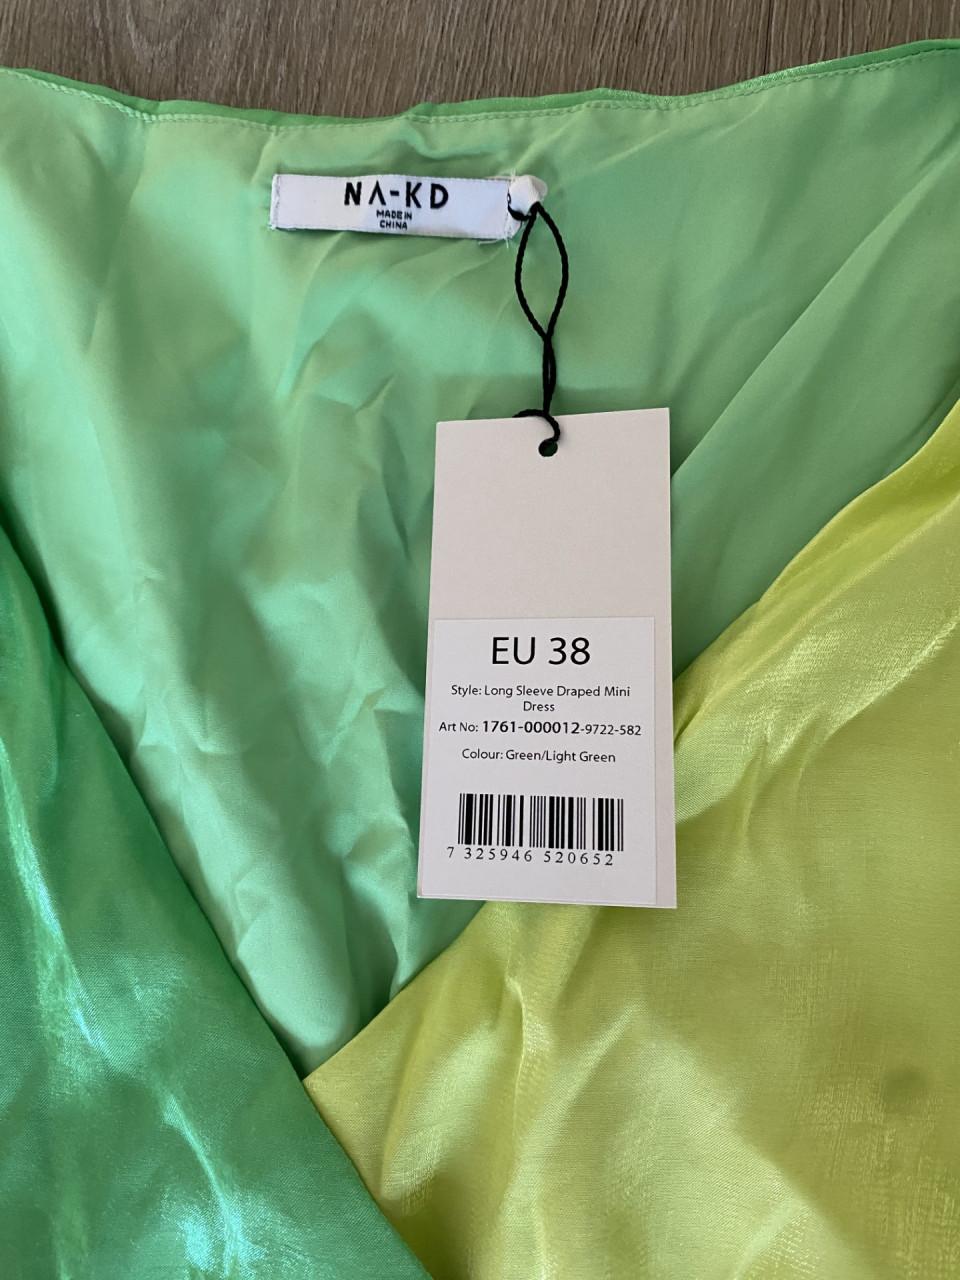 NA-KD
MADE IN
CHINA
EU 38
Style: Long Sleeve Draped Mini
Dress
Art No: 1761-000012-9722-582
Colour: Green/Light Green
7 325946 520652